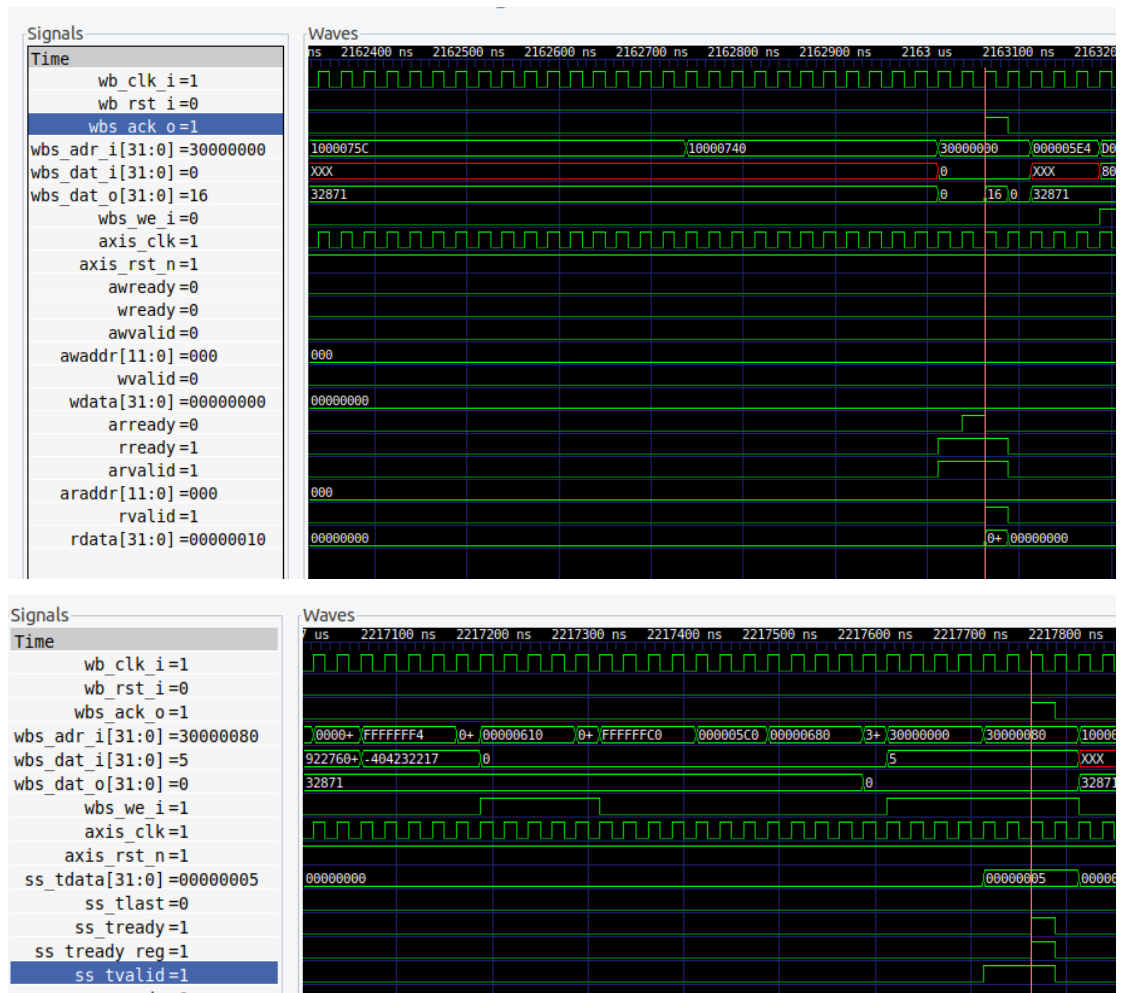 Signals Waves
Time ns 2162400 ns 2162500 ns 2162600 ns 2162700 ns 2162800 ns 2162900 ns 2163 us 2163100 ns 216320
wb_clk_i=1
wb_rst_i=0
wbs_ack_o=1
wbs_adr_i[31:0]=30000000 1000075C 10000740 30000000 000005E4 D0
wbs_dat_i[31:0]=0 XXX 0 XXX 80
wbs_dat_o[31:0]=16 32871 0 16 0 32871
wbs_we_i=0
axis_clk=1
axis_rst_n=1
awready=0
wready=0
awvalid=0
awaddr[11:0]=000 000
wvalid=0
wdata[31:0]=00000000 00000000
arready=0
rready=1
arvalid=1
araddr[11:0]=000 000
rvalid=1
rdata[31:0]=00000010 00000000 0+ 00000000
Signals Waves
Time 7 us 2217100 ns 2217200 ns 2217300 ns 2217400 ns 2217500 ns 2217600 ns 2217700 ns 2217800 ns
wb_clk_i=1
wb_rst_i=0
wbs_ack_o=1
wbs_adr_i[31:0]=30000080 0000+ FFFFFFF4 0+ 00000610 0+ FFFFFFC0 000005C0 00000680 3+ 30000000 30000080 10000
wbs_dat_i[31:0]=5 922760+ -404232217 0 5 XXX
wbs_dat_o[31:0]=0 32871 0 32871
wbs_we_i=1
axis_clk=1
axis_rst_n=1
ss_tdata[31:0]=00000005 00000000 00000005 00000
ss_tlast=0
ss_tready=1
ss_tready_reg=1
ss_tvalid=1